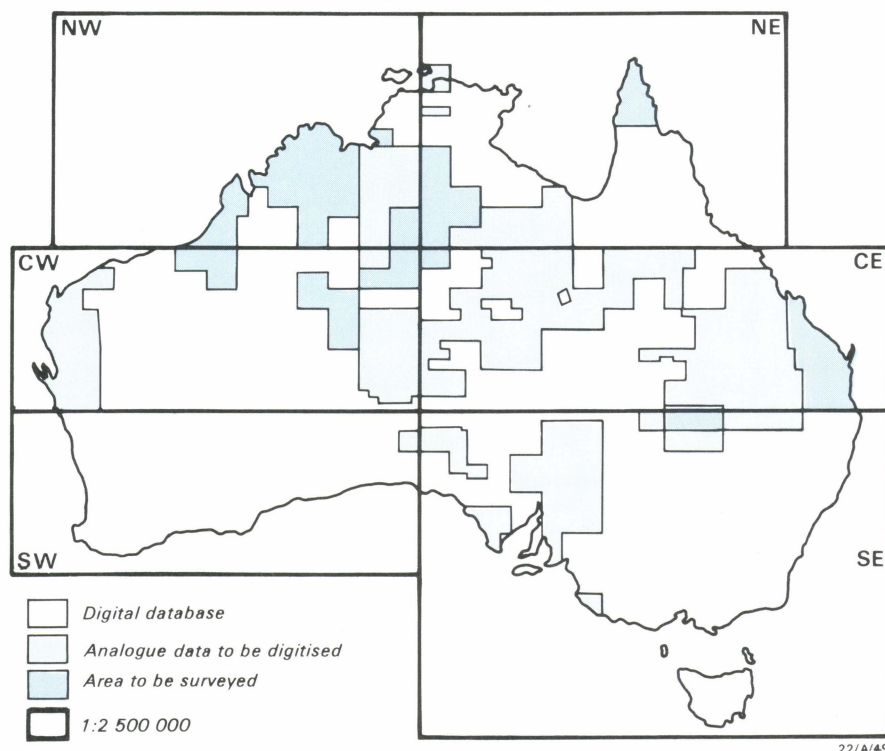 NW
NE
CW
CE
SW
SE
Digital database
Analogue data to be digitised
Area to be surveyed
1:2 500 000